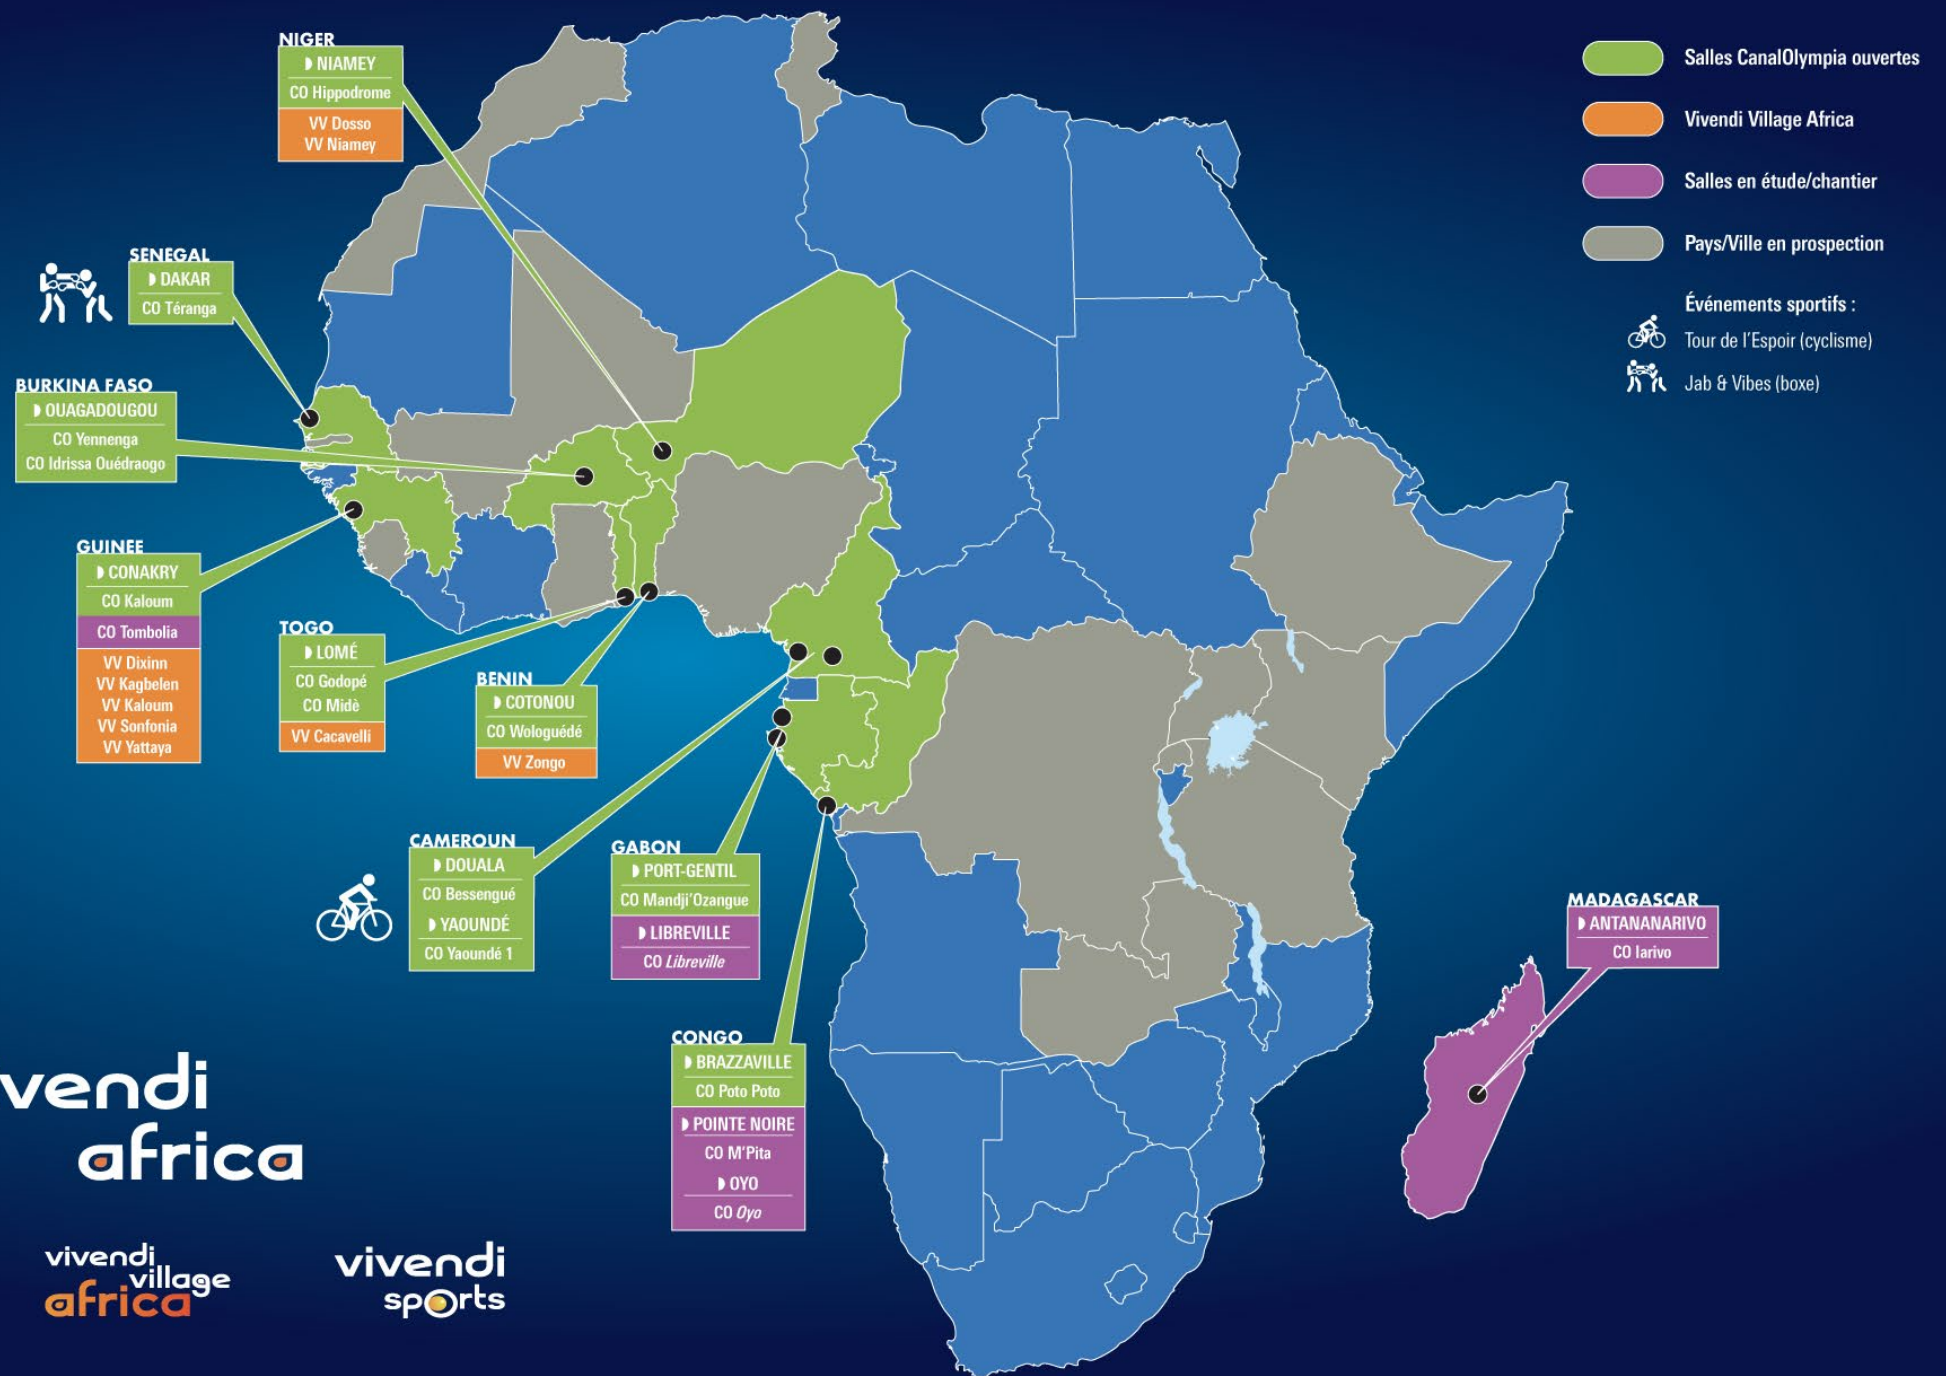 NIGER
NIAMEY
CO Hippodrome
VV Dosso
VV Niamey
SENEGAL
DAKAR
CO Téranga
BURKINA FASO
OUAGADOUGOU
CO Yennenga
CO Idrissa Ouédraogo
GUINEE
CONAKRY
CO Kaloum
CO Tombolia
VV Dixinn
VV Kagbelen
VV Kaloum
VV Sonfonia
VV Yattaya
TOGO
LOMÉ
CO Godopé
CO Midè
VV Cacavelli
BENIN
COTONOU
CO Wologuédé
VV Zongo
CAMEROUN
DOUALA
CO Bessengué
YAOUNDÉ
CO Yaoundé 1
GABON
PORT-GENTIL
CO Mandji'Ozangue
LIBREVILLE
CO Libreville
CONGO
BRAZZAVILLE
CO Poto Poto
POINTE NOIRE
CO M'Pita
OYO
CO Oyo
MADAGASCAR
ANTANANARIVO
CO Iarivo
Salles CanalOlympia ouvertes
Vivendi Village Africa
Salles en étude/chantier
Pays/Ville en prospection
Événements sportifs :
Tour de l'Espoir (cyclisme)
Jab & Vibes (boxe)
vendi
africa
vivendi
village
africa
vivendi
sports